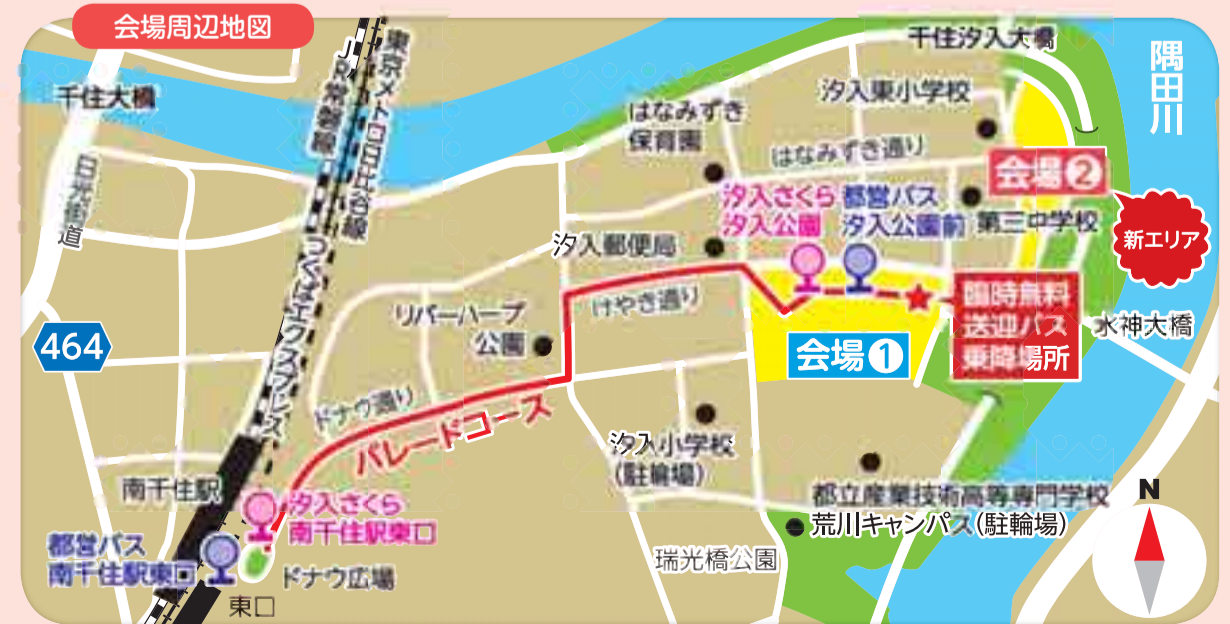 会場周辺地図
千住大橋
日光街道
JR常磐線
東京メトロ日比谷線
つくばエクスプレス
464
千住汐入大橋
隅田川
汐入東小学校
はなみずき
保育園
はなみずき通り
会場②
新エリア
汐入さくら
汐入公園
都営バス
汐入公園前
第三中学校
汐入郵便局
けやき通り
リバーハープ
公園
会場①
臨時無料
送迎バス
乗降場所
水神大橋
ドナウ通り
パレードコース
汐入小学校
(駐輪場)
南千住駅
汐入さくら
南千住駅東口
都営バス
南千住駅東口
ドナウ広場
東口
都立産業技術高等専門学校
荒川キャンパス(駐輪場)
瑞光橋公園
N